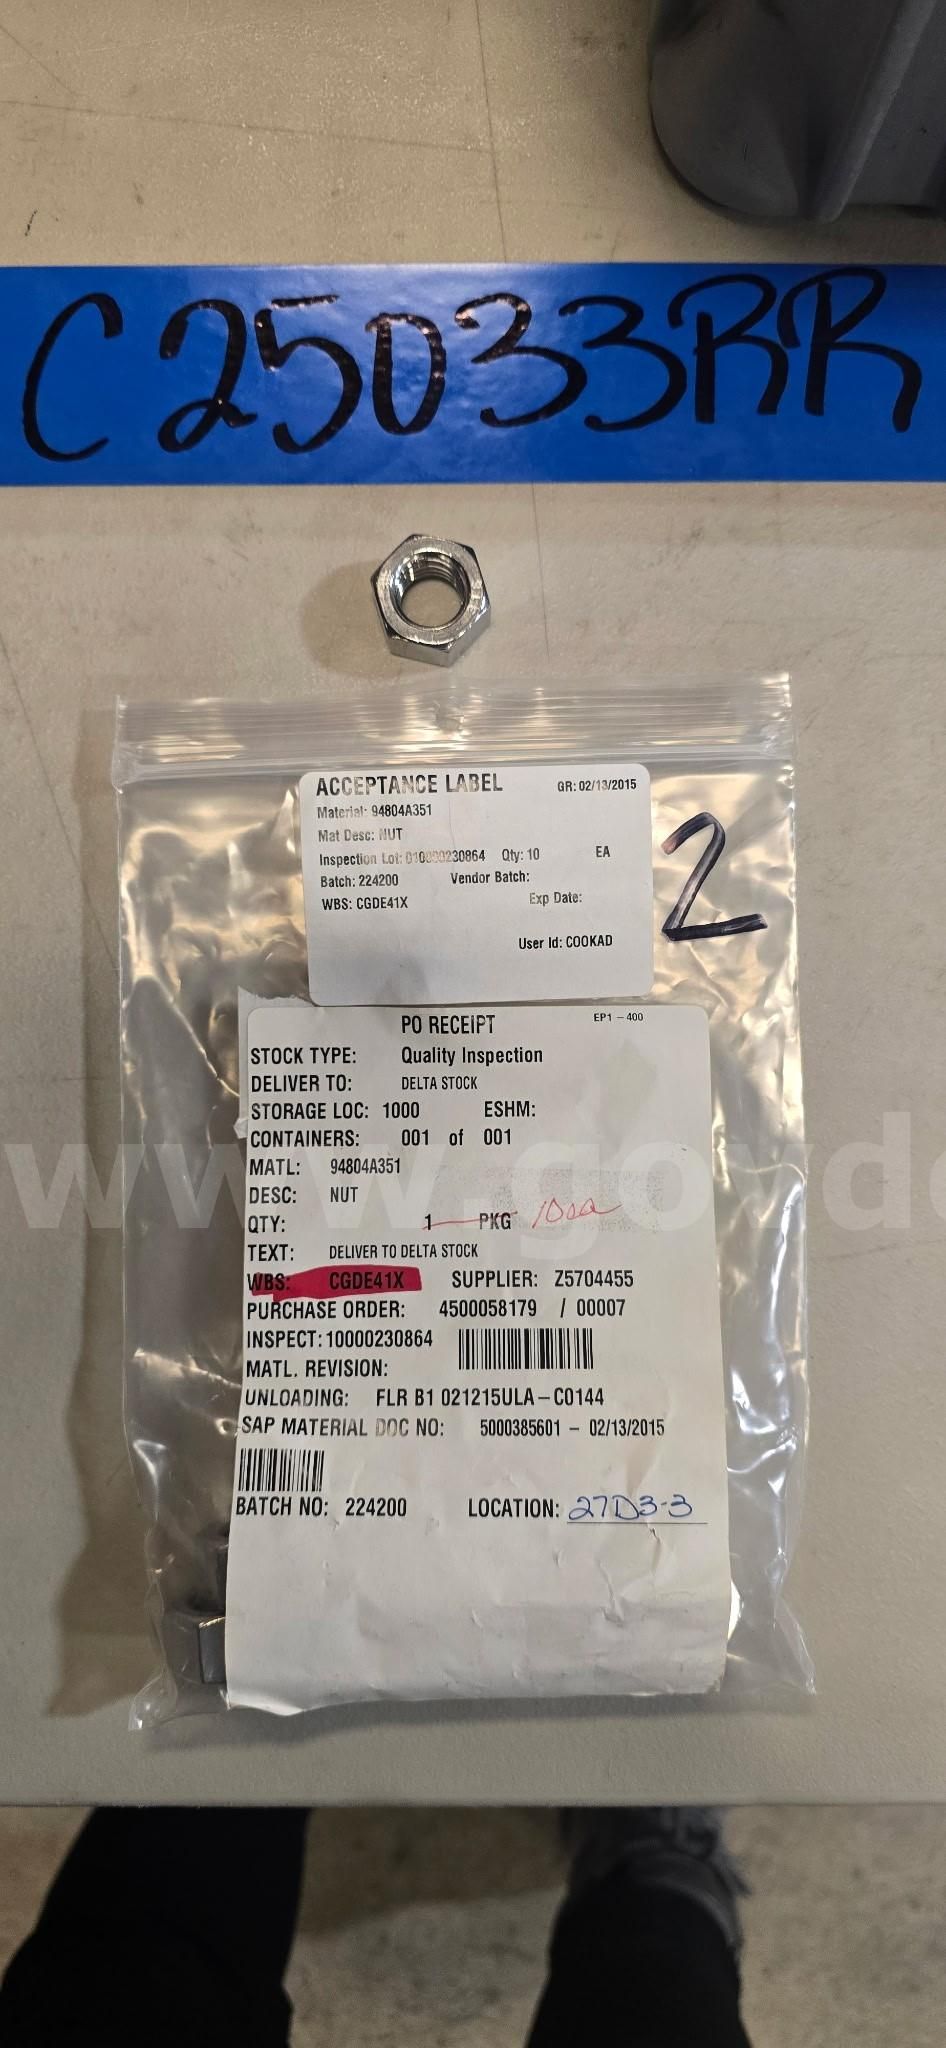 C25033RR
ACCEPTANCE LABEL GR: 02/13/2015
Material: 94804A351
Mat Desc: NUT
Inspection Lot: 010000230864 Qty: 10 EA
Batch: 224200 Vendor Batch:
WBS: CGDE41X Exp Date:
User Id: COOKAD
2
PO RECEIPT EP1 - 400
STOCK TYPE: Quality Inspection
DELIVER TO: DELTA STOCK
STORAGE LOC: 1000 ESHM:
CONTAINERS: 001 of 001
www.govde
MATL: 94804A351
DESC: NUT
QTY: 1 PKG 10ea
TEXT: DELIVER TO DELTA STOCK
WBS: CGDE41X SUPPLIER: Z5704455
PURCHASE ORDER: 4500058179 / 00007
INSPECT: 10000230864
MATL. REVISION:
UNLOADING: FLR B1 021215ULA-C0144
SAP MATERIAL DOC NO: 5000385601 - 02/13/2015
BATCH NO: 224200 LOCATION: 27D3-3